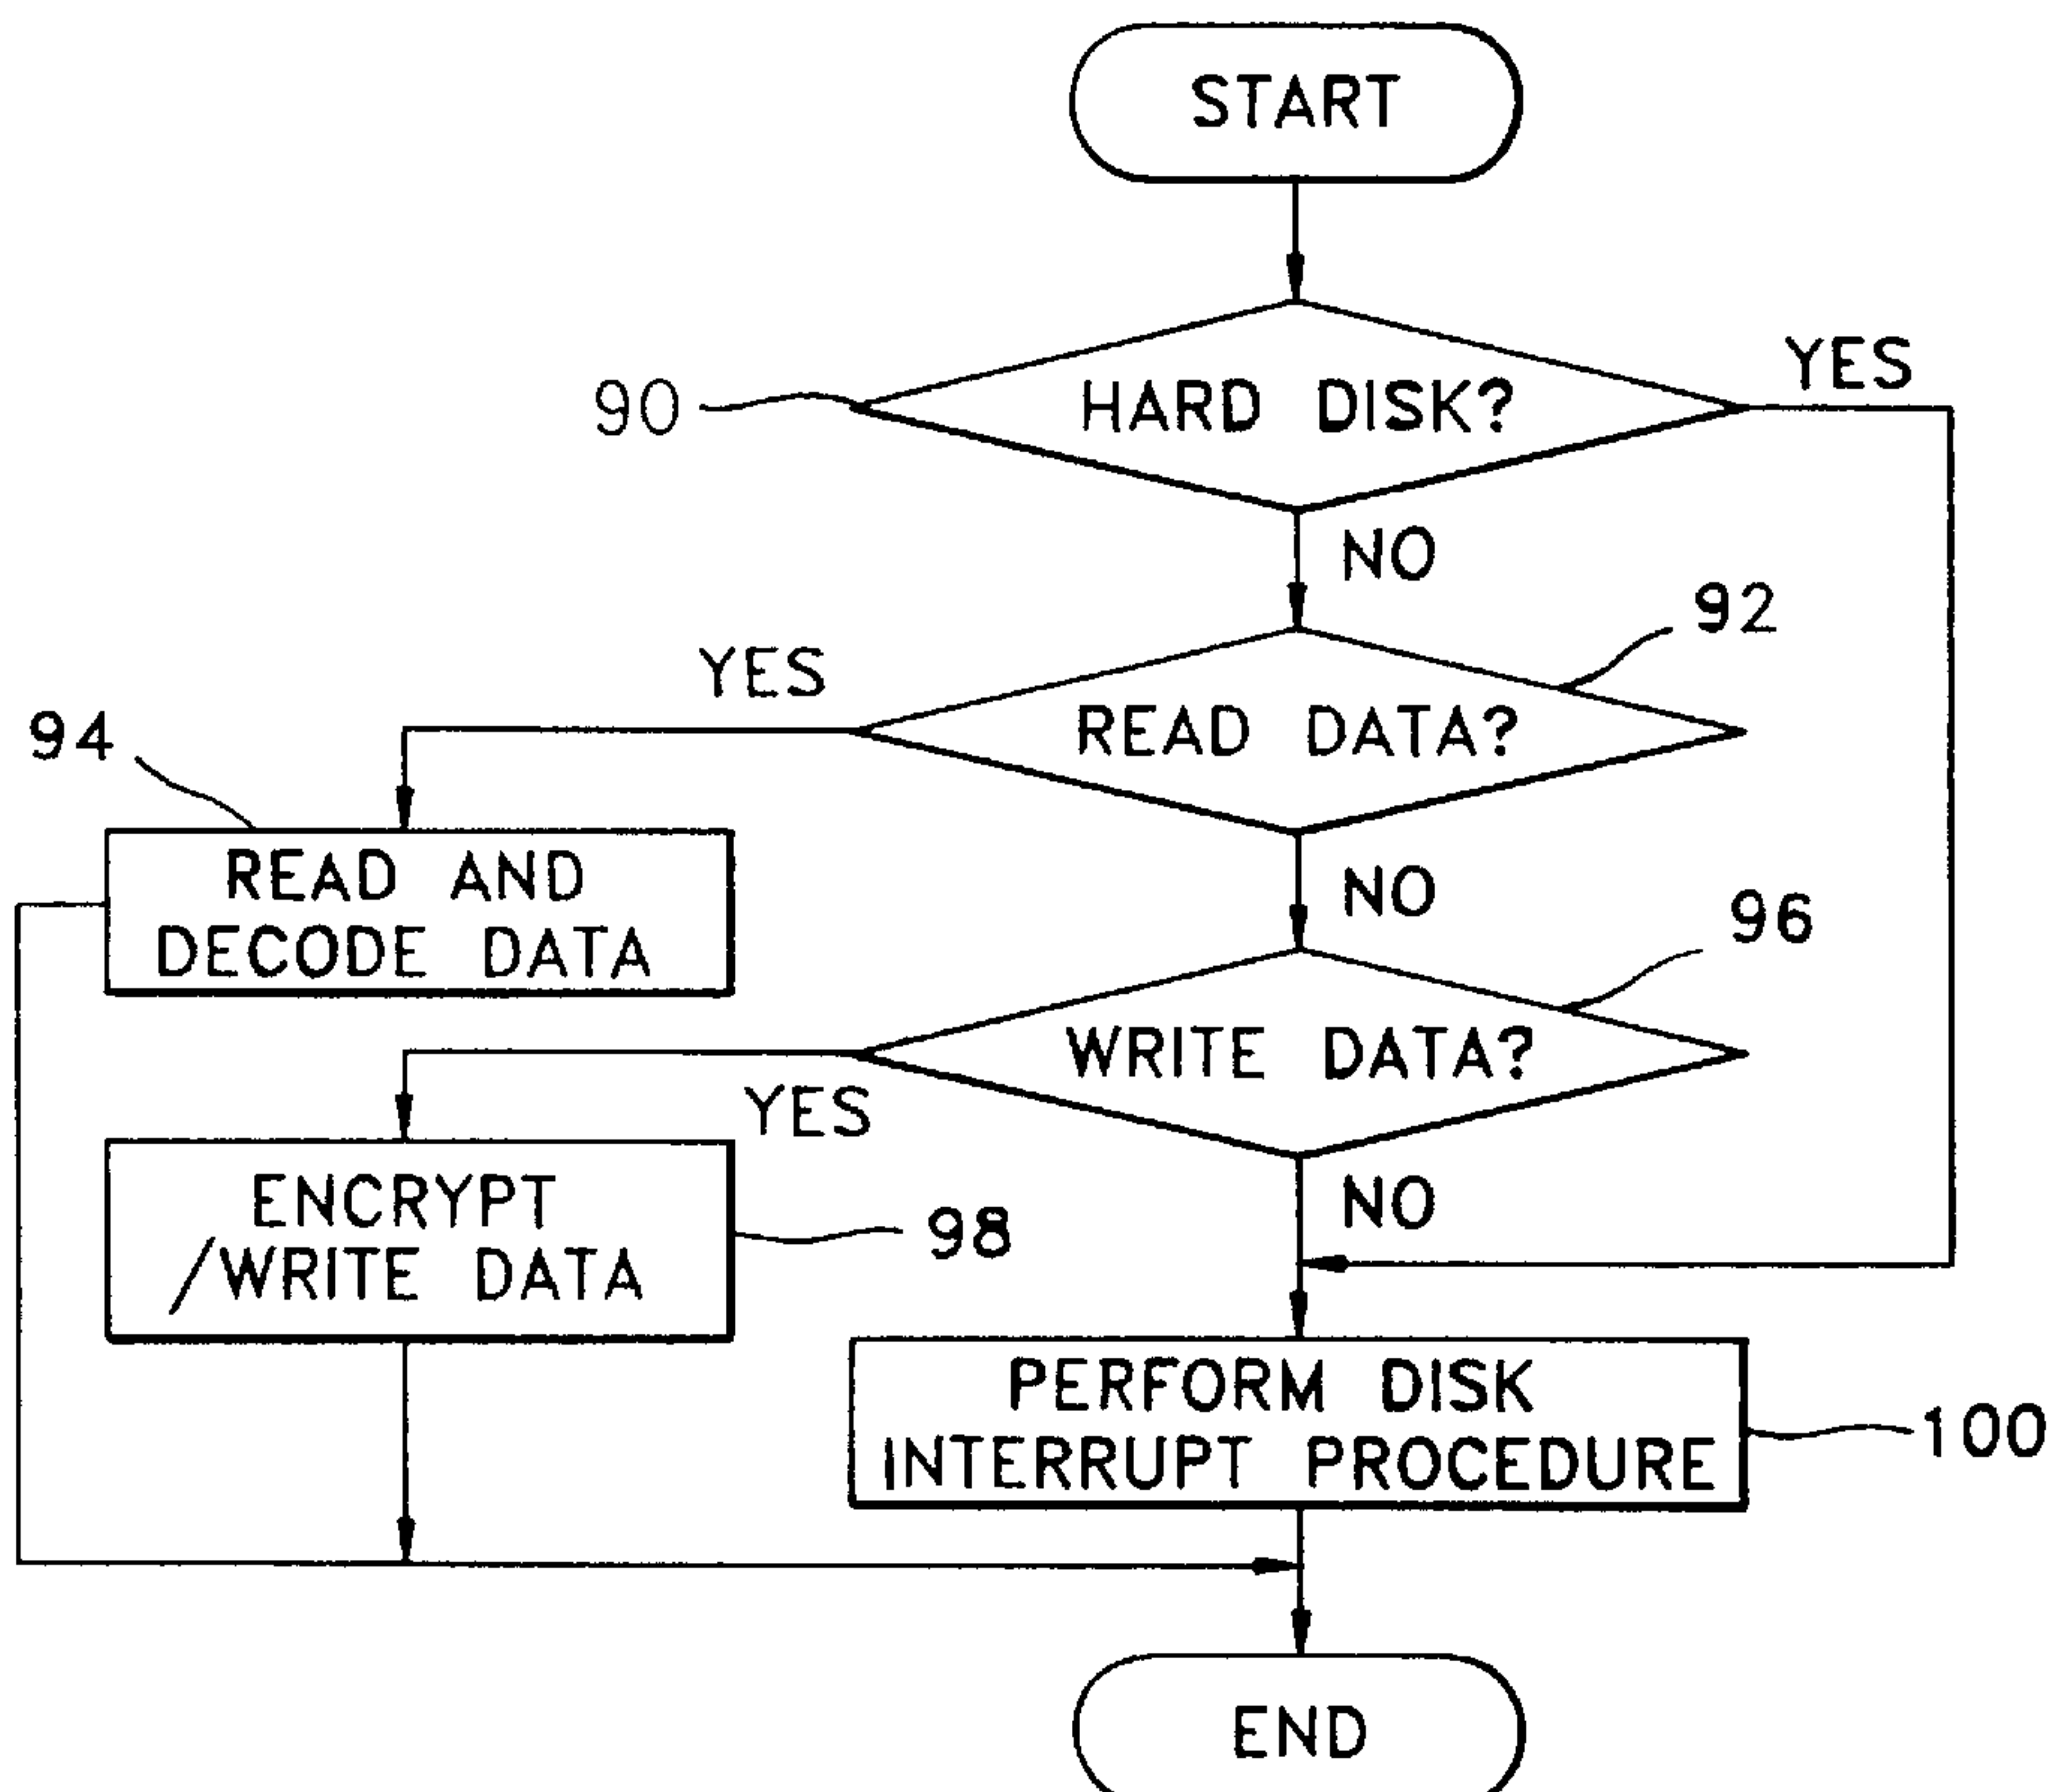 START
YES
90
HARD DISK?
NO
92
YES
READ DATA?
94
READ AND
DECODE DATA
NO
96
WRITE DATA?
YES
ENCRYPT
/WRITE DATA
98
NO
PERFORM DISK
INTERRUPT PROCEDURE
100
END